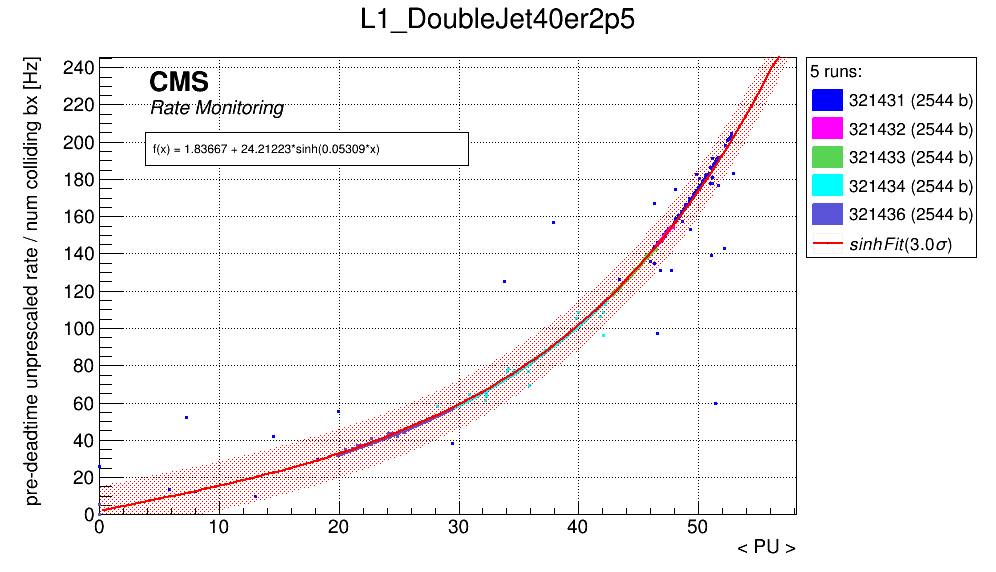 L1_DoubleJet40er2p5
pre-deadtime unprescaled rate / num colliding bx [Hz]
CMS
Rate Monitoring
f(x) = 1.83667 + 24.21223*sinh(0.05309*x)
240
220
200
180
160
140
120
100
80
60
40
20
0
0 10 20 30 40 50
< PU >
5 runs:
321431 (2544 b)
321432 (2544 b)
321433 (2544 b)
321434 (2544 b)
321436 (2544 b)
sinhFit(3.0σ)